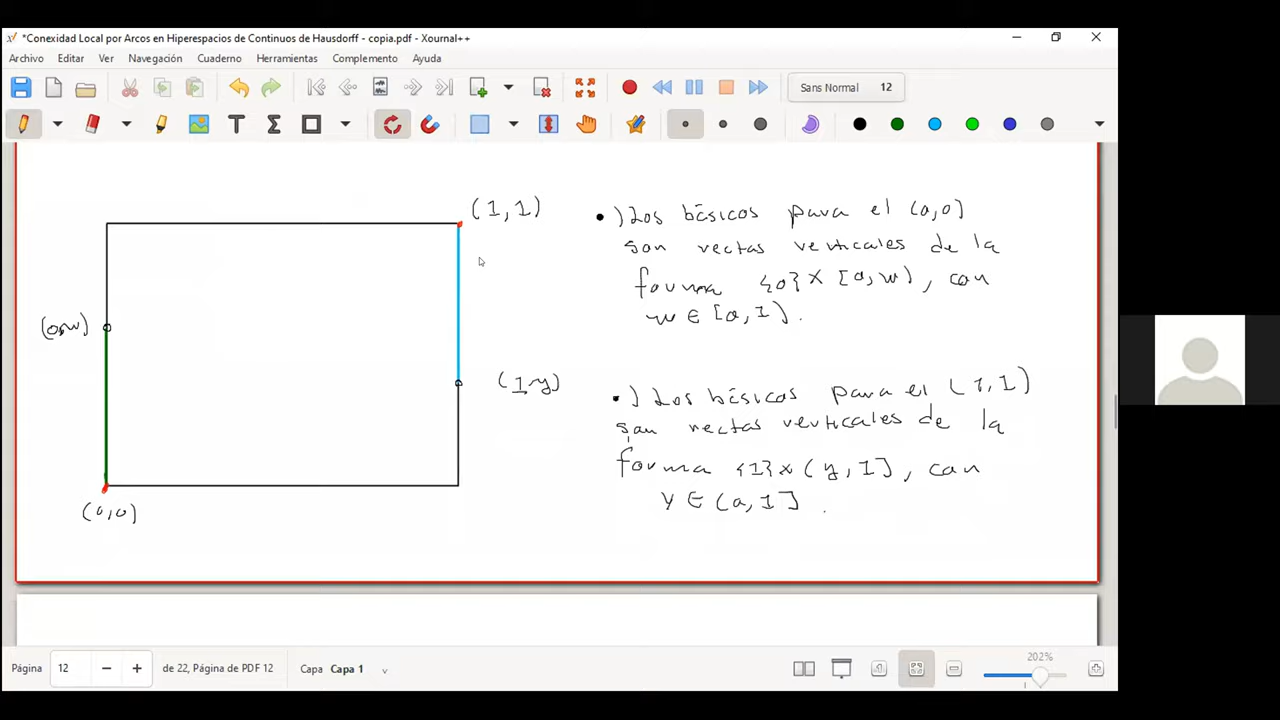 *Conexidad Local por Arcos en Hiperespacios de Continuos de Hausdorff - copia.pdf - Xournal++
Archivo Editar Ver Navegación Cuaderno Herramientas Complemento Ayuda
Sans Normal 12
(1,1)
•) Los básicos para el (0,0)
son rectas verticales de la
forma {0} x [0,w), con
w ∈ [0,1).
(0,w)
(1,y)
•) Los básicos para el (1,1)
son rectas verticales de la
forma {1} x (y,1], con
y ∈ (0,1].
(0,0)
Página 12 de 22, Página de PDF 12 Capa Capa 1 202%